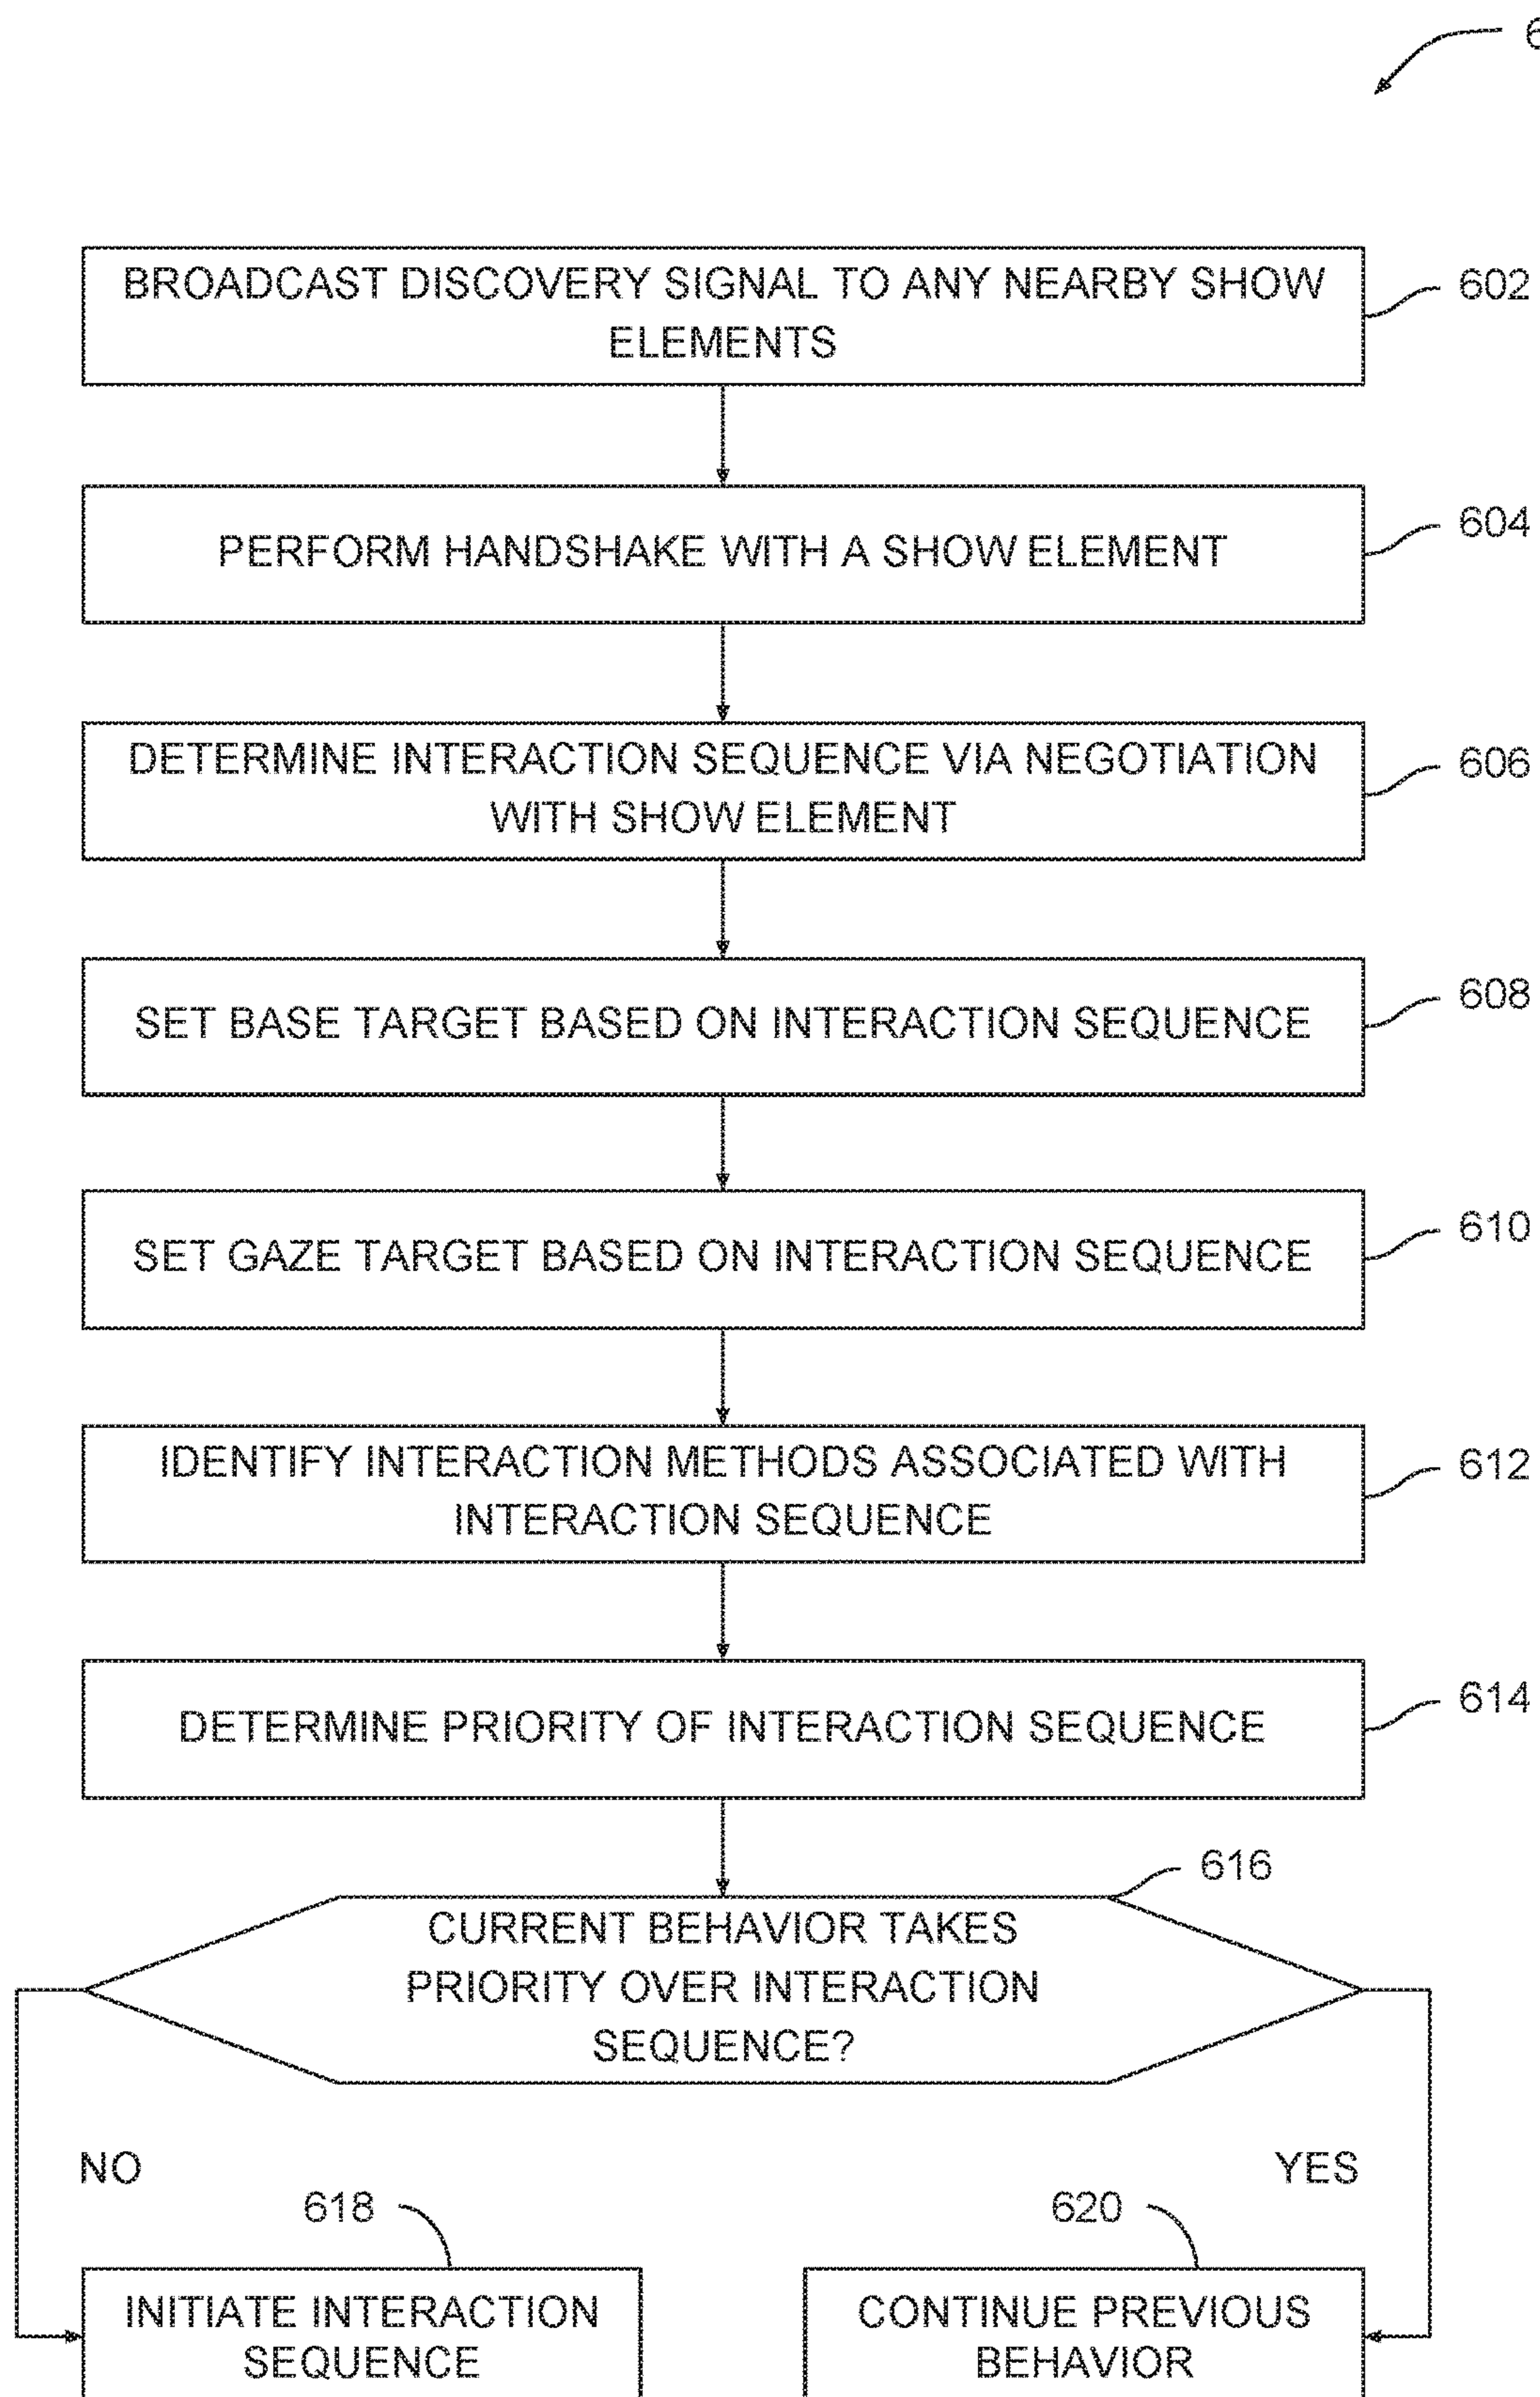 BROADCAST DISCOVERY SIGNAL TO ANY NEARBY SHOW
ELEMENTS
602
PERFORM HANDSHAKE WITH A SHOW ELEMENT
604
DETERMINE INTERACTION SEQUENCE VIA NEGOTIATION
WITH SHOW ELEMENT
606
SET BASE TARGET BASED ON INTERACTION SEQUENCE
608
SET GAZE TARGET BASED ON INTERACTION SEQUENCE
610
IDENTIFY INTERACTION METHODS ASSOCIATED WITH
INTERACTION SEQUENCE
612
DETERMINE PRIORITY OF INTERACTION SEQUENCE
614
616
CURRENT BEHAVIOR TAKES
PRIORITY OVER INTERACTION
SEQUENCE?
NO
YES
618
620
INITIATE INTERACTION
SEQUENCE
CONTINUE PREVIOUS
BEHAVIOR